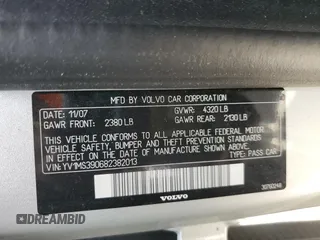 MFD BY VOLVO CAR CORPORATION
DATE: 11/07 GVWR: 4320 LB
GAWR FRONT: 2380 LB GAWR REAR: 2130 LB
THIS VEHICLE CONFORMS TO ALL APPLICABLE U.S. FEDERAL
MOTOR VEHICLE SAFETY, BUMPER, AND THEFT PREVENTION
STANDARDS IN EFFECT ON THE DATE OF MANUFACTURE SHOWN
ABOVE.
VIN: YV1MS390682382013 TYPE: PASS CAR
VOLVO
DREAMBID